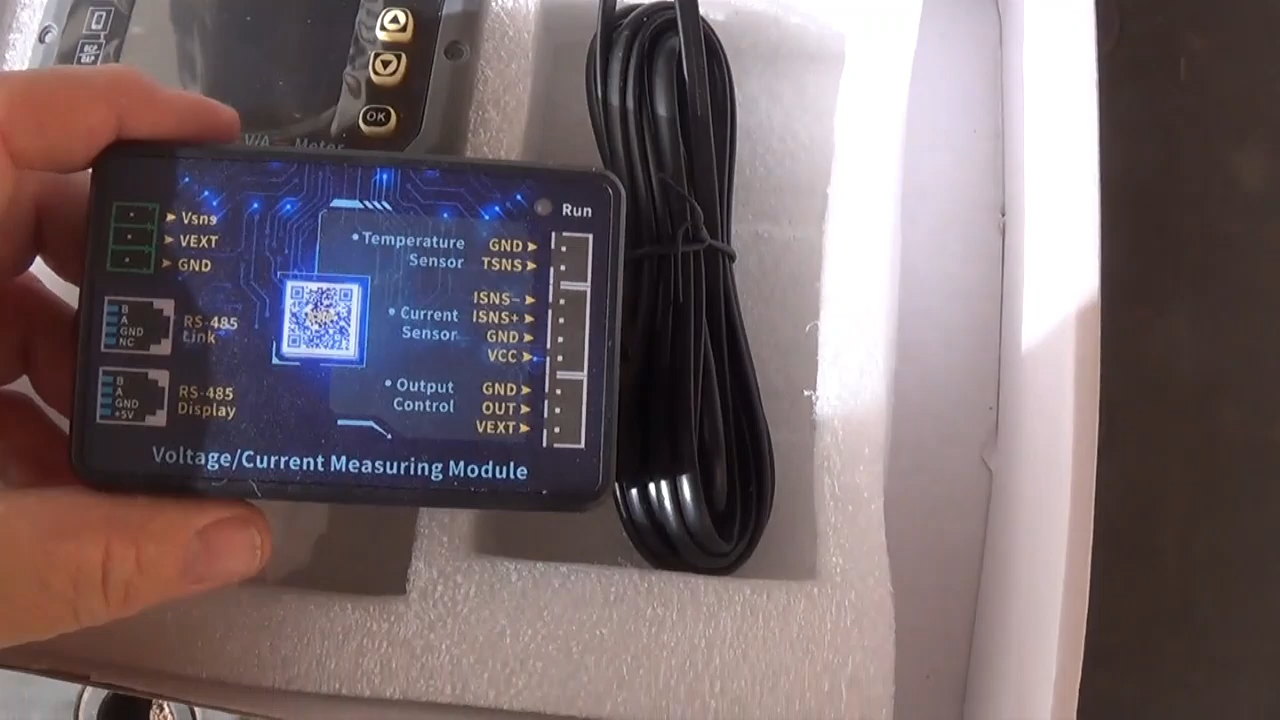 OCP
OAP
OK
V/A Meter
Run
Vsns
VEXT
GND
Temperature
Sensor
GND
TSNS
Current
Sensor
ISNS-
ISNS+
GND
VCC
B
A
GND
NC
RS-485
Link
B
A
GND
+5V
RS-485
Display
Output
Control
GND
OUT
VEXT
Voltage/Current Measuring Module